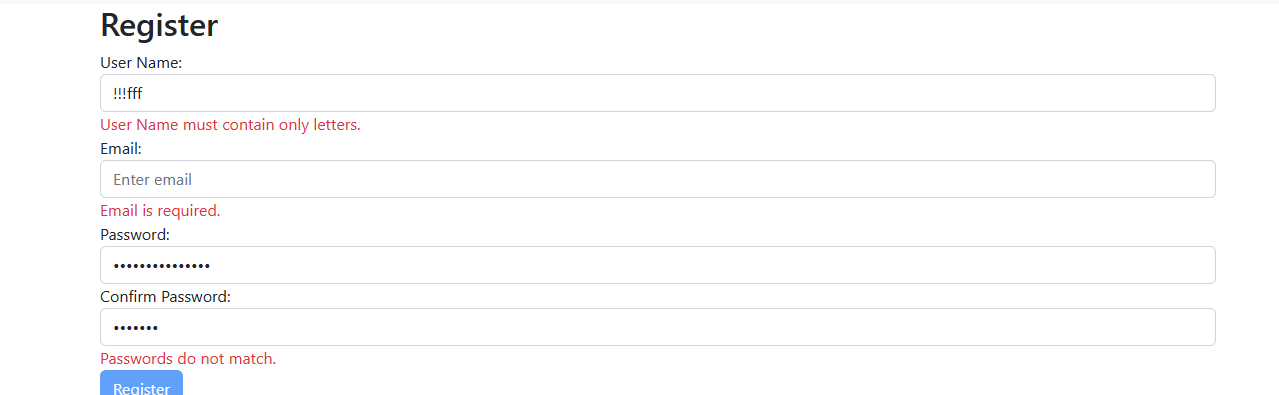 Register
User Name:
!!!fff
User Name must contain only letters.
Email:
Enter email
Email is required.
Password:
•••••••••••••••
Confirm Password:
•••••••
Passwords do not match.
Register